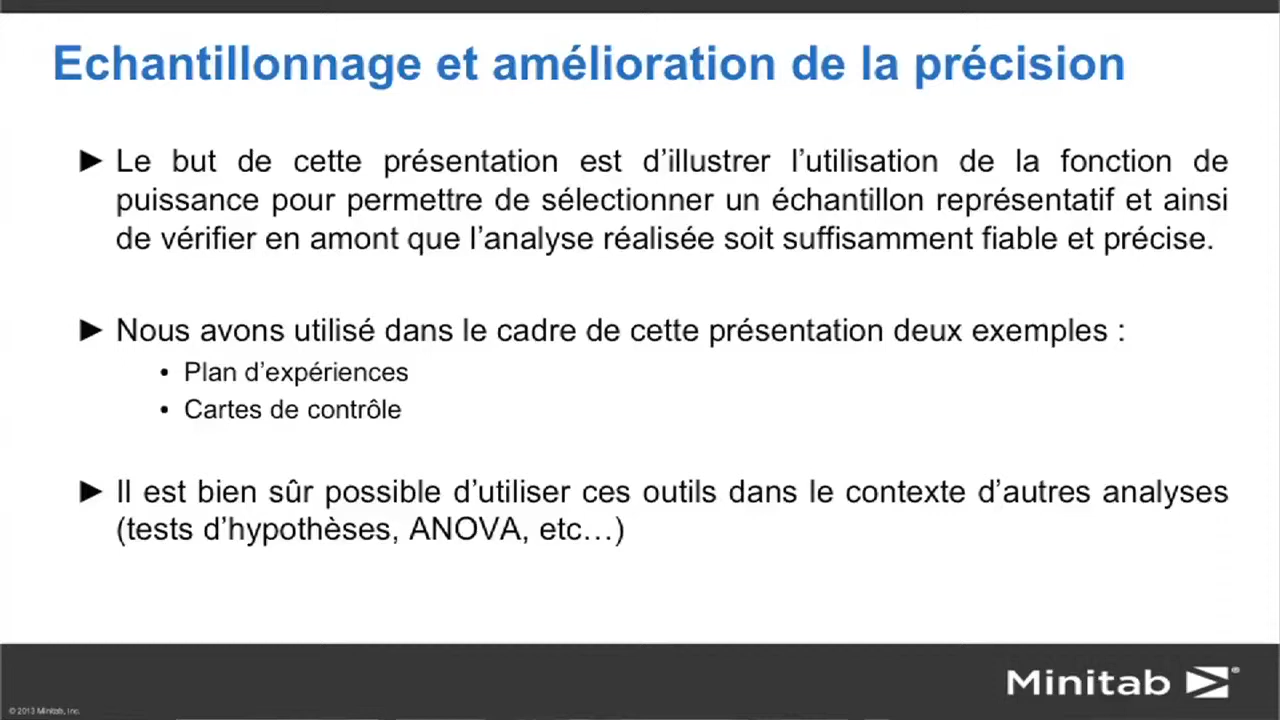 Echantillonnage et amélioration de la précision
► Le but de cette présentation est d’illustrer l’utilisation de la fonction de
puissance pour permettre de sélectionner un échantillon représentatif et ainsi
de vérifier en amont que l’analyse réalisée soit suffisamment fiable et précise.
► Nous avons utilisé dans le cadre de cette présentation deux exemples :
• Plan d’expériences
• Cartes de contrôle
► Il est bien sûr possible d’utiliser ces outils dans le contexte d’autres analyses
(tests d’hypothèses, ANOVA, etc…)
Minitab ®
© 2013 Minitab, Inc.